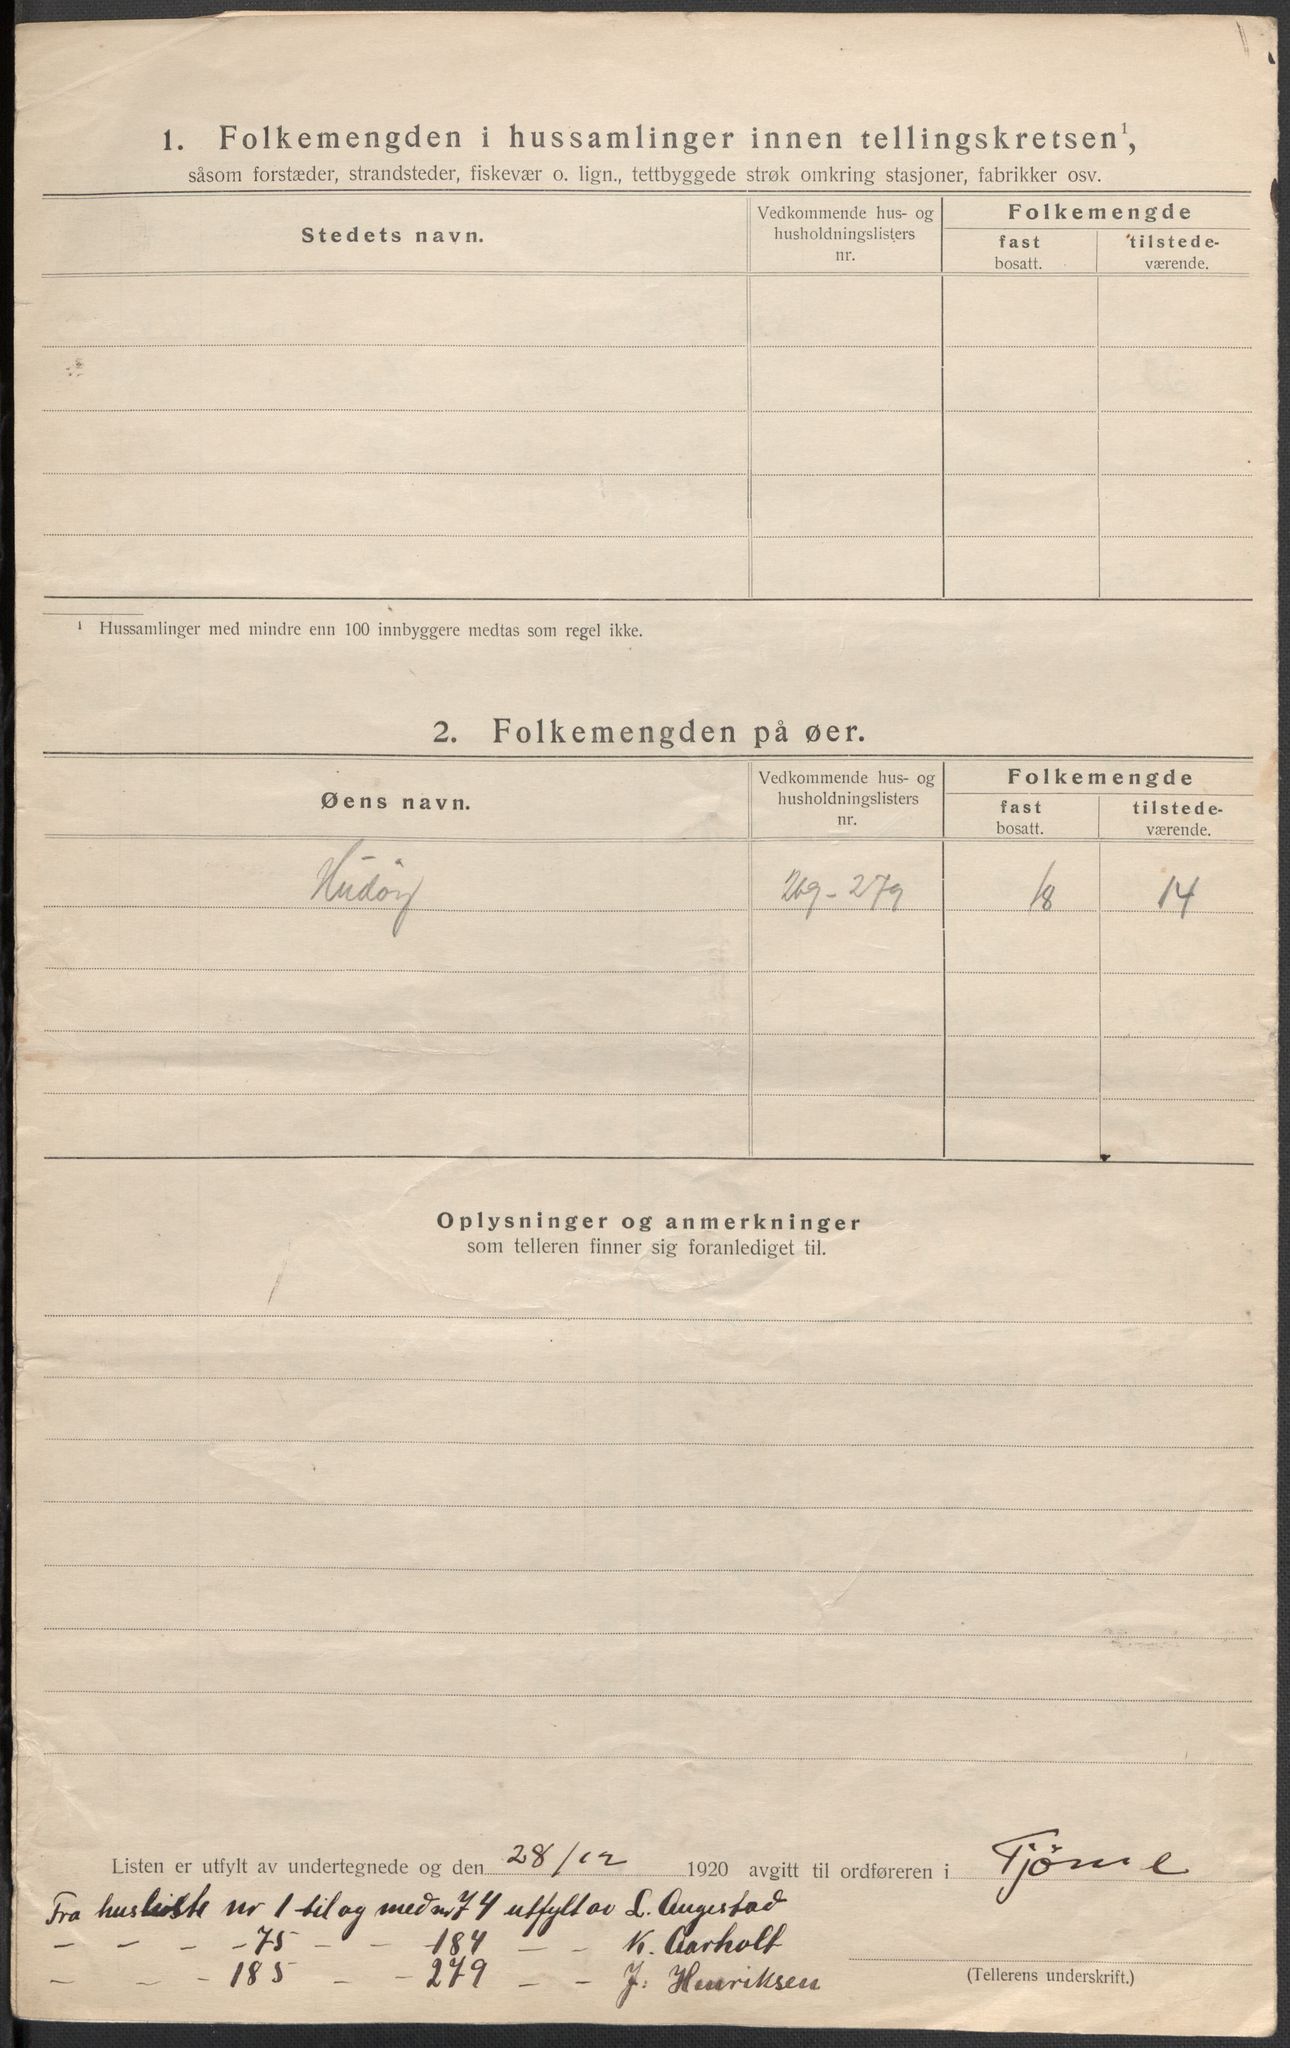 1. Folkemengden i hussamlinger innen tellingskretsen¹,
såsom forstæder, strandsteder, fiskevær o. lign., tettbyggede strøk omkring stasjoner, fabrikker osv.
Stedets navn.
Vedkommende hus- og husholdningslisters nr.
Folkemengde
fast bosatt.
tilstede-værende.
¹ Hussamlinger med mindre enn 100 innbyggere medtas som regel ikke.
2. Folkemengden på øer.
Øens navn.
Vedkommende hus- og husholdningslisters nr.
Folkemengde
fast bosatt.
tilstede-værende.
Hudøy 269-279 18 14
Oplysninger og anmerkninger
som telleren finner sig foranlediget til.
Listen er utfylt av undertegnede og den 28/12 1920 avgitt til ordføreren i Tjøme
Fra husliste nr 1 til og med nr 74 utfylt av L. Augestad
– – – - 75 – – - 184 – – K. Aarholt
– – - 185 – - 279 – – J. Henriksen
(Tellerens underskrift.)